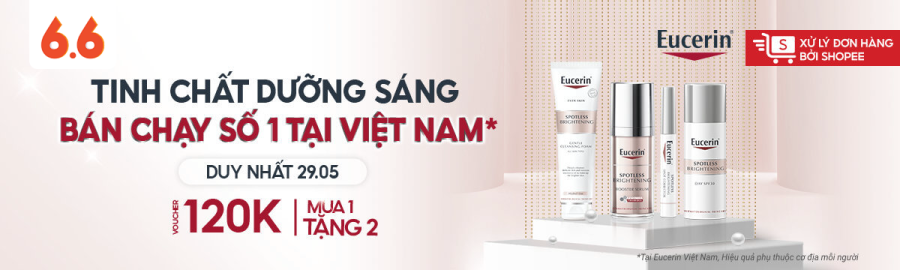 6.6
TINH CHẤT DƯỠNG SÁNG
BÁN CHẠY SỐ 1 TẠI VIỆT NAM*
DUY NHẤT 29.05
VOUCHER
120K
MUA 1
TẶNG 2
Eucerin
XỬ LÝ ĐƠN HÀNG
BỞI SHOPEE
Eucerin
SPOTLESS
BRIGHTENING
Eucerin
SPOTLESS
BRIGHTENING
BOOSTER SERUM
Eucerin
Eucerin
SPOTLESS
BRIGHTENING
*Tại Eucerin Việt Nam, Hiệu quả phụ thuộc cơ địa mỗi người